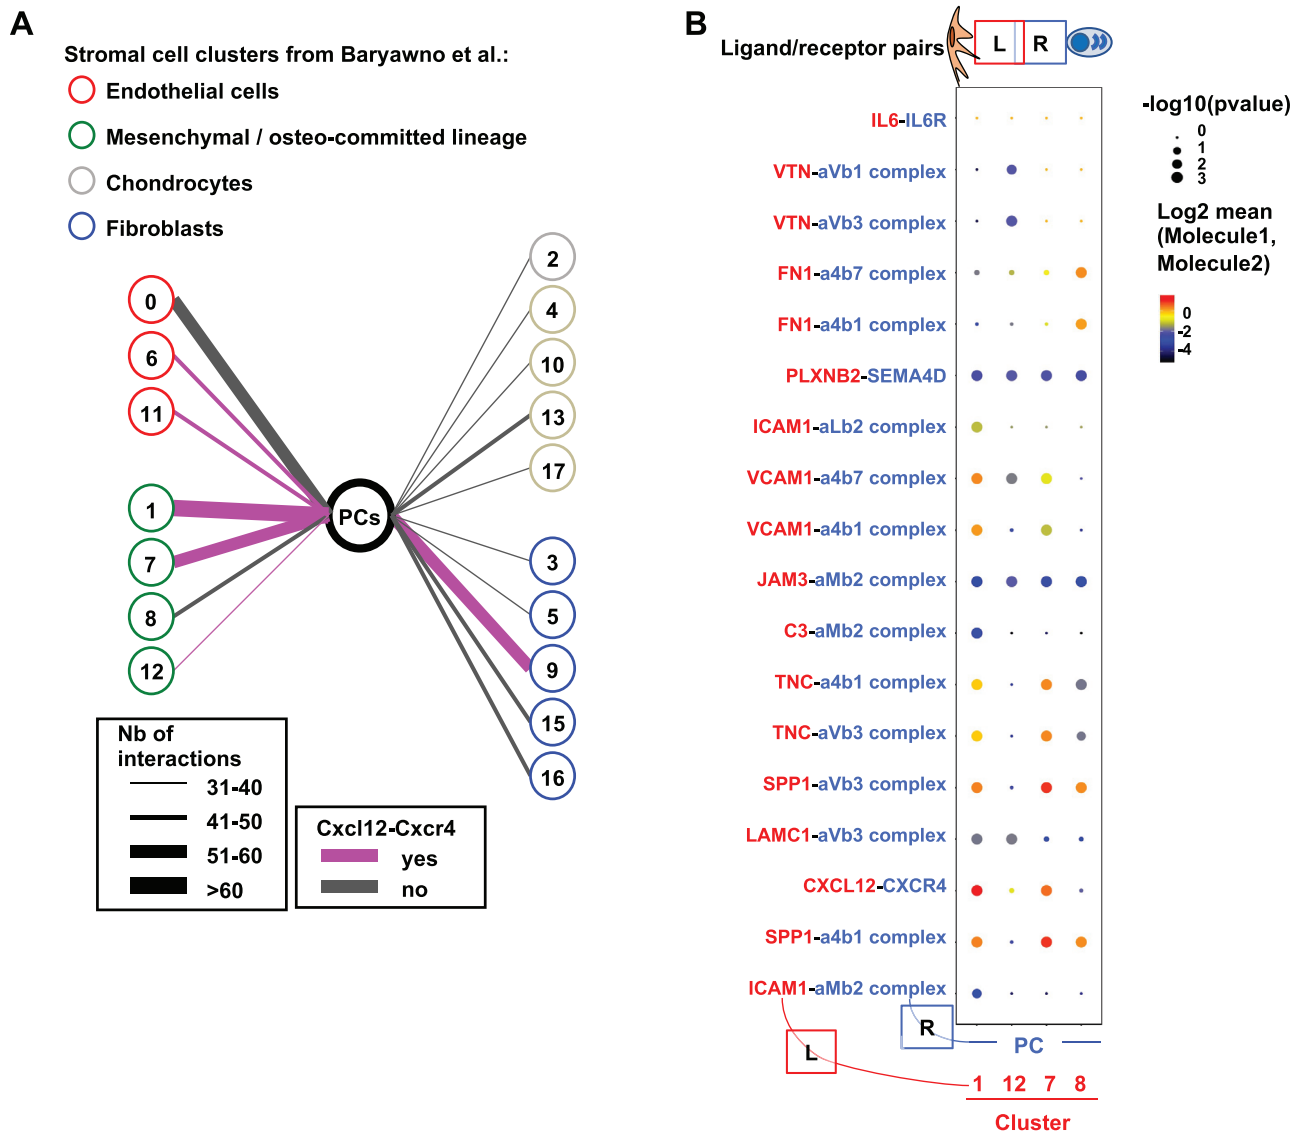 A
Stromal cell clusters from Baryawno et al.:
Endothelial cells
Mesenchymal / osteo-committed lineage
Chondrocytes
Fibroblasts
0
6
11
1
7
8
12
PCs
2
4
10
13
17
3
5
9
15
16
Nb of
interactions
31-40
41-50
51-60
>60
Cxcl12-Cxcr4
yes
no
B
Ligand/receptor pairs
L R
IL6-IL6R
VTN-aVb1 complex
VTN-aVb3 complex
FN1-a4b7 complex
FN1-a4b1 complex
PLXNB2-SEMA4D
ICAM1-aLb2 complex
VCAM1-a4b7 complex
VCAM1-a4b1 complex
JAM3-aMb2 complex
C3-aMb2 complex
TNC-a4b1 complex
TNC-aVb3 complex
SPP1-aVb3 complex
LAMC1-aVb3 complex
CXCL12-CXCR4
SPP1-a4b1 complex
ICAM1-aMb2 complex
R
L
PC
1 12 7 8
Cluster
-log10(pvalue)
0
1
2
3
Log2 mean
(Molecule1,
Molecule2)
0
-2
-4